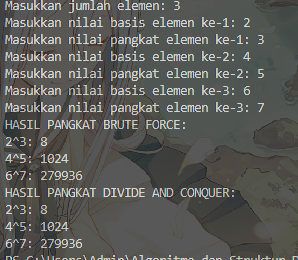 Masukkan jumlah elemen: 3
Masukkan nilai basis elemen ke-1: 2
Masukkan nilai pangkat elemen ke-1: 3
Masukkan nilai basis elemen ke-2: 4
Masukkan nilai pangkat elemen ke-2: 5
Masukkan nilai basis elemen ke-3: 6
Masukkan nilai pangkat elemen ke-3: 7
HASIL PANGKAT BRUTE FORCE:
2^3: 8
4^5: 1024
6^7: 279936
HASIL PANGKAT DIVIDE AND CONQUER:
2^3: 8
4^5: 1024
6^7: 279936
PS C:\Users\Admin\Algoritma dan Struktur